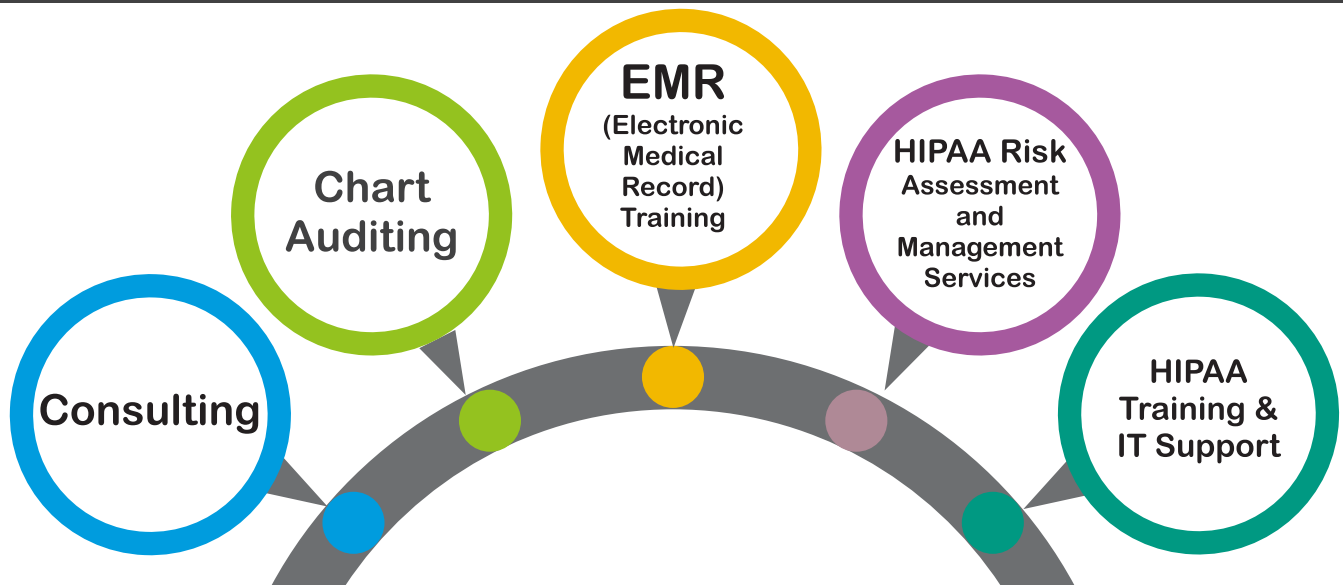 Consulting
Chart
Auditing
EMR
(Electronic
Medical
Record)
Training
HIPAA Risk
Assessment
and
Management
Services
HIPAA
Training &
IT Support